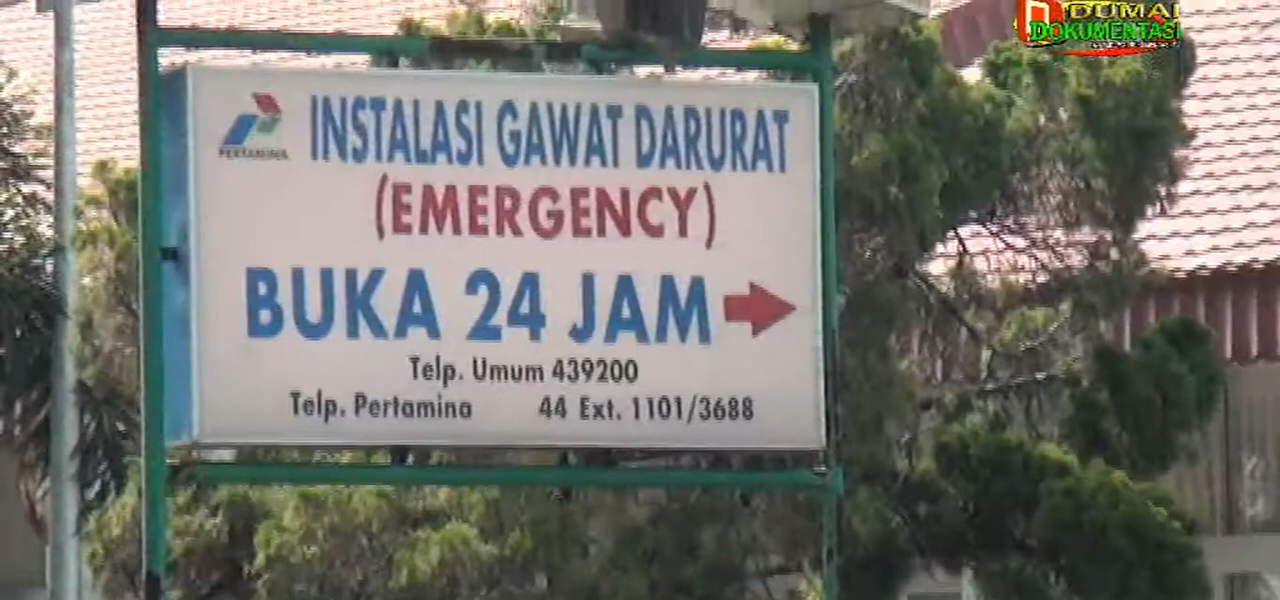 DUMAI
DOKUMENTASI
PERTAMINA
INSTALASI GAWAT DARURAT
(EMERGENCY)
BUKA 24 JAM
Telp. Umum 439200
Telp. Pertamina 44 Ext. 1101/3688